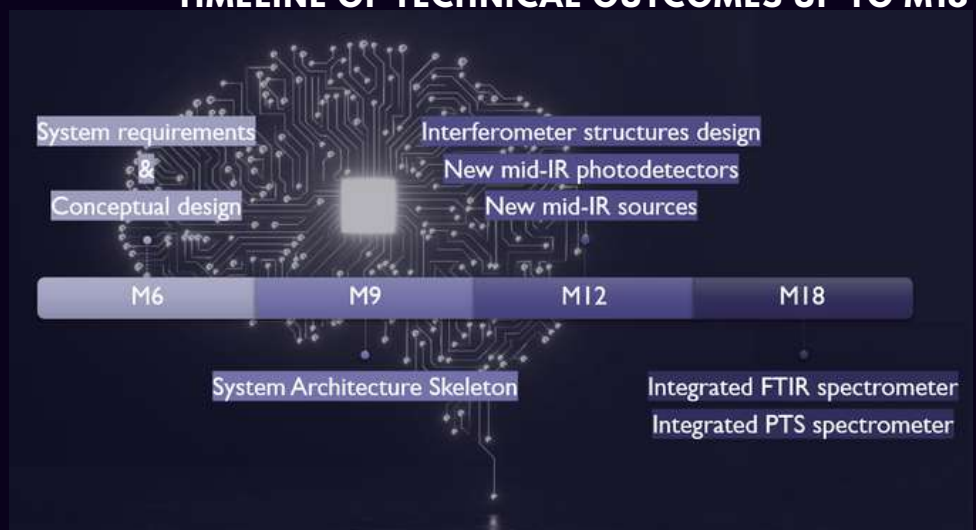 TIMELINE OF TECHNICAL OUTCOMES UP TO M18
System requirements
&
Conceptual design
Interferometer structures design
New mid-IR photodetectors
New mid-IR sources
M6
M9
M12
M18
System Architecture Skeleton
Integrated FTIR spectrometer
Integrated PTS spectrometer